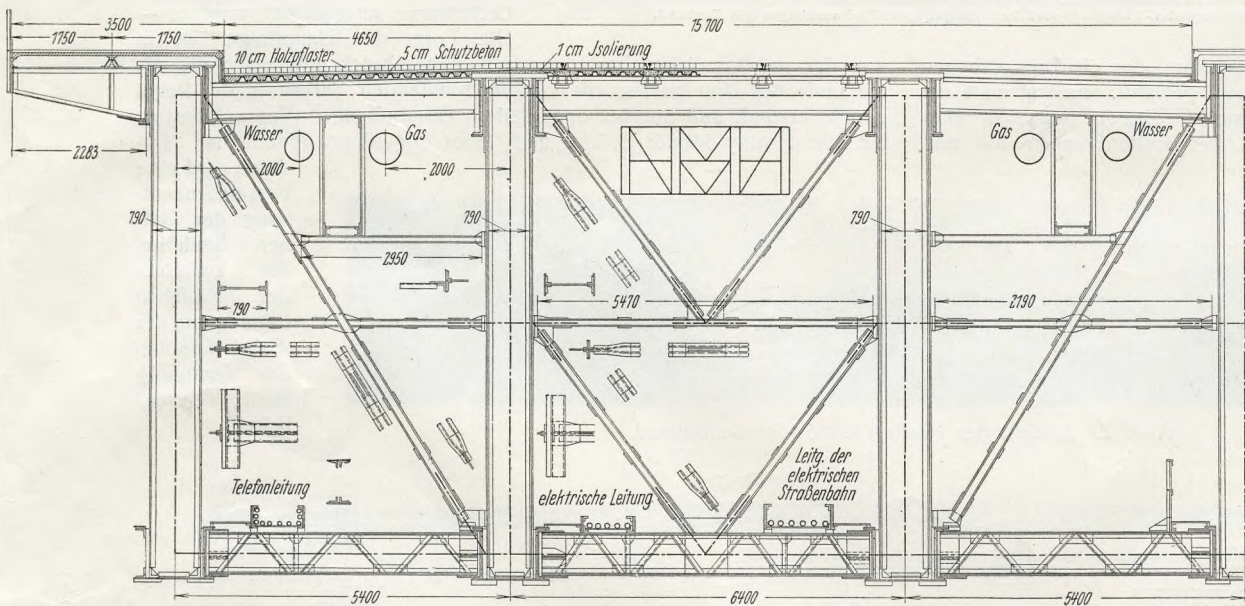 3500
15 700
1750
1750
4650
10 cm Holzpflaster
5 cm Schutzbeton
1 cm Jsolierung
Wasser
Gas
Gas
Wasser
2283
2000
2000
790
790
790
2950
790
5470
2190
Telefonleitung
elektrische Leitung
Leitg. der
elektrischen
Straßenbahn
5400
6400
5400